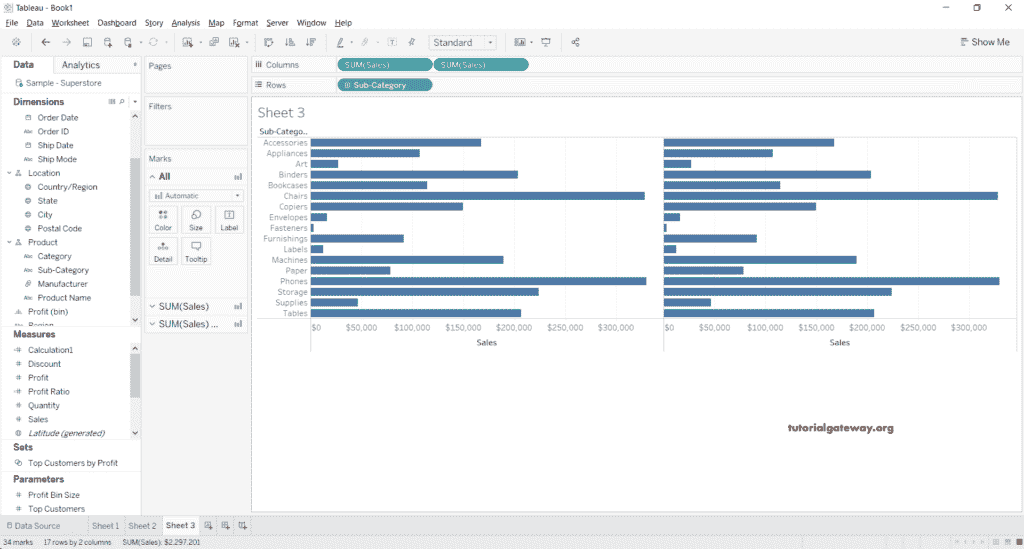 Tableau - Book1
File Data Worksheet Dashboard Story Analysis Map Format Server Window Help
Standard
Show Me
Data Analytics
Sample - Superstore
Dimensions
Order Date
Abc Order ID
Ship Date
Abc Ship Mode
Location
Country/Region
State
City
Postal Code
Product
Abc Category
Abc Sub-Category
Manufacturer
Abc Product Name
Profit (bin)
Region
Measures
Calculation1
Discount
Profit
Profit Ratio
Quantity
Sales
Latitude (generated)
Sets
Top Customers by Profit
Parameters
Profit Bin Size
Top Customers
Pages
Filters
Marks
All
Automatic
Color Size Label
Detail Tooltip
SUM(Sales)
SUM(Sales) ...
Columns SUM(Sales) SUM(Sales)
Rows Sub-Category
Sheet 3
Sub-Catego..
Accessories
Appliances
Art
Binders
Bookcases
Chairs
Copiers
Envelopes
Fasteners
Furnishings
Labels
Machines
Paper
Phones
Storage
Supplies
Tables
$0 $50,000 $100,000 $150,000 $200,000 $250,000 $300,000 $0 $50,000 $100,000 $150,000 $200,000 $250,000 $300,000
Sales Sales
tutorialgateway.org
Data Source Sheet 1 Sheet 2 Sheet 3
34 marks 17 rows by 2 columns SUM(Sales): $2,297,201